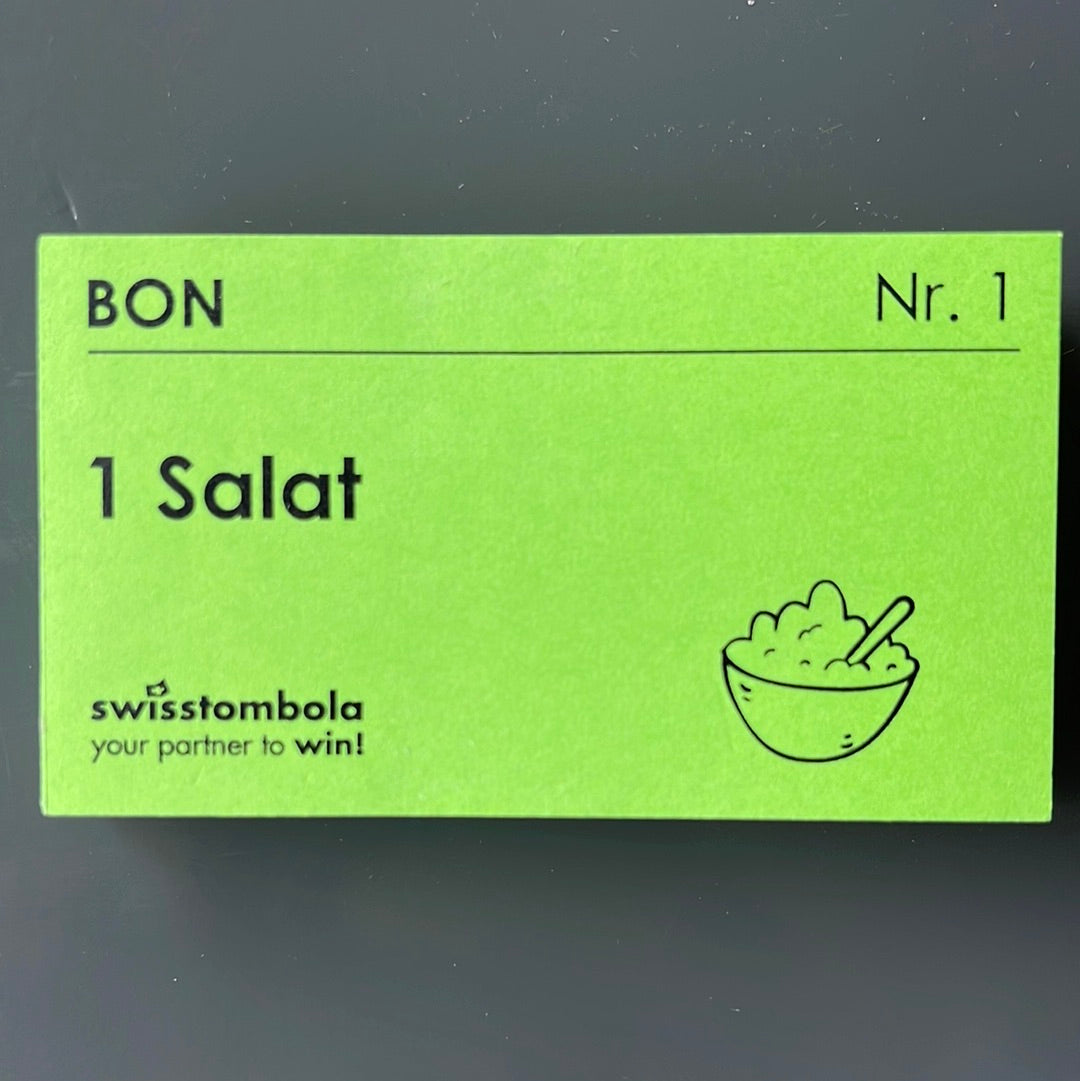 BON Nr. 1
1 Salat
swisstombola
your partner to win!